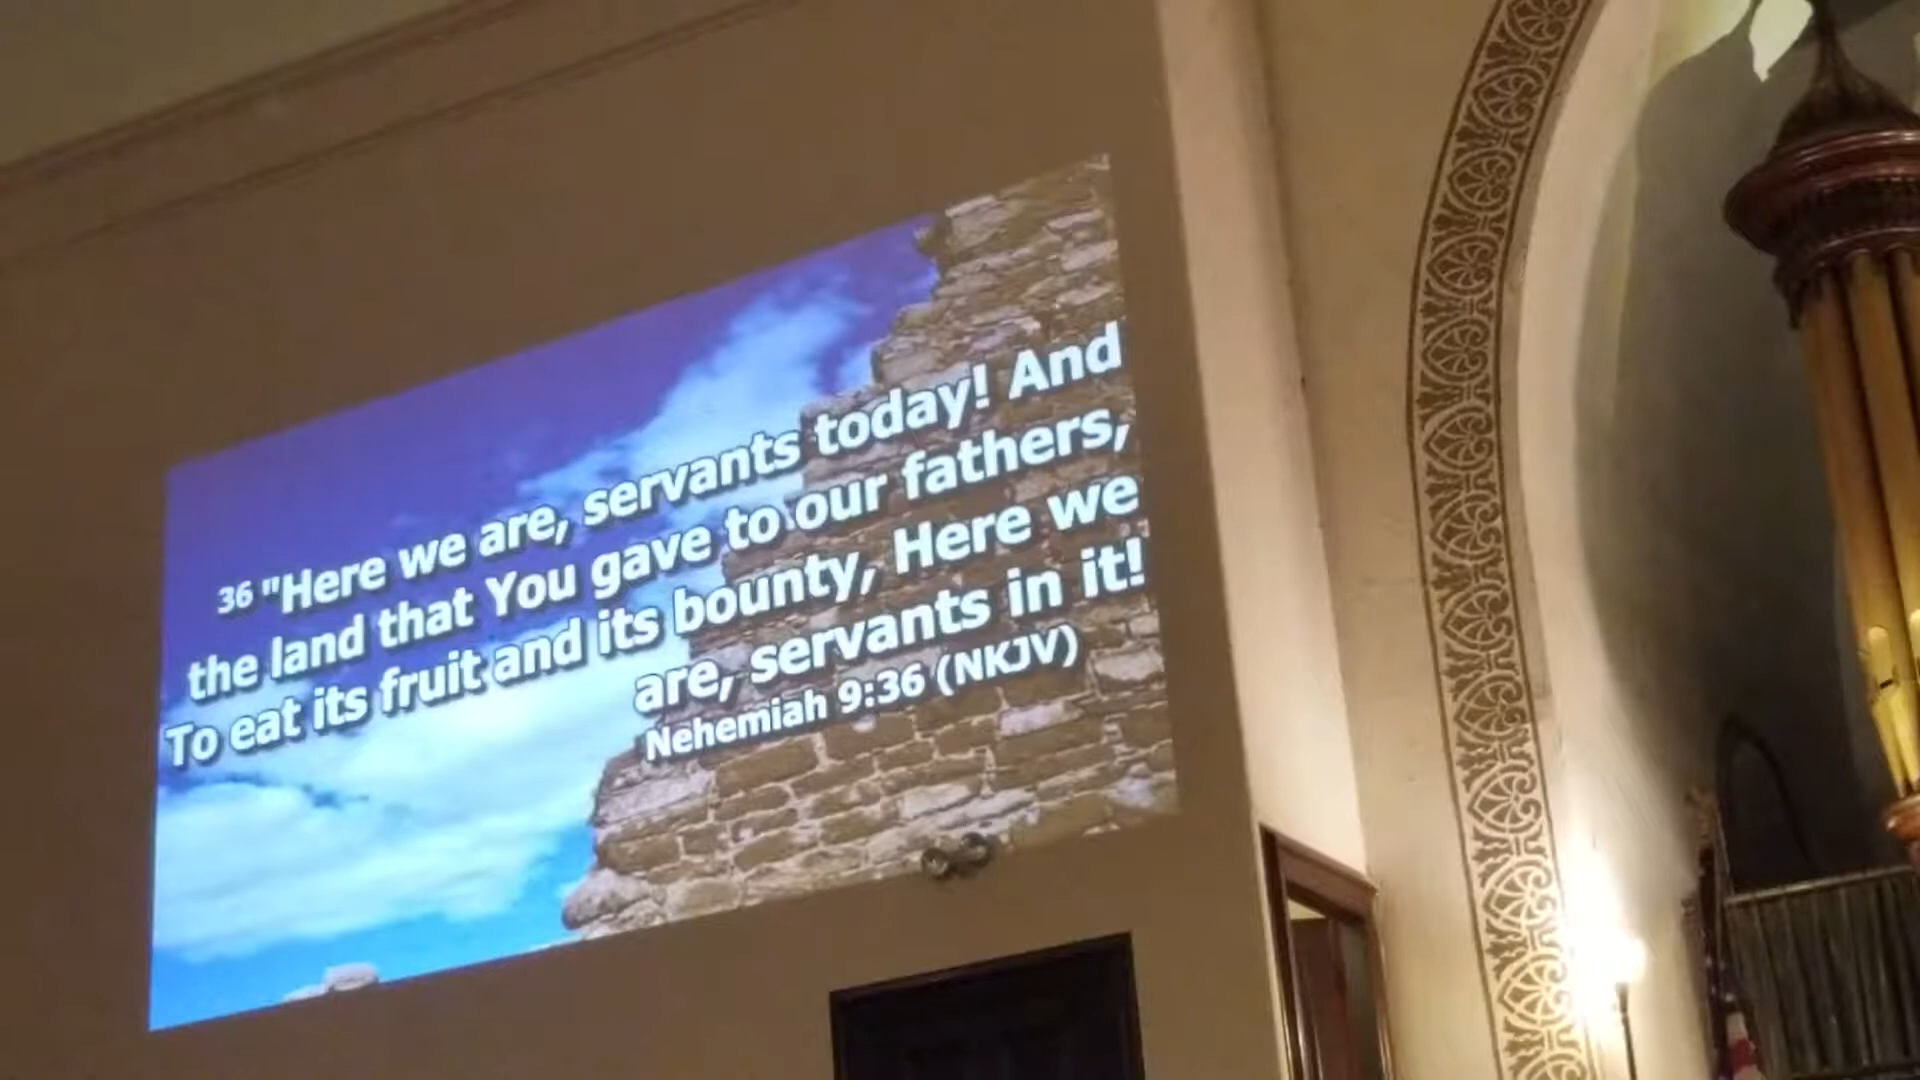 36 "Here we are, servants today! And
the land that You gave to our fathers,
To eat its fruit and its bounty, Here we
are, servants in it!
Nehemiah 9:36 (NKJV)